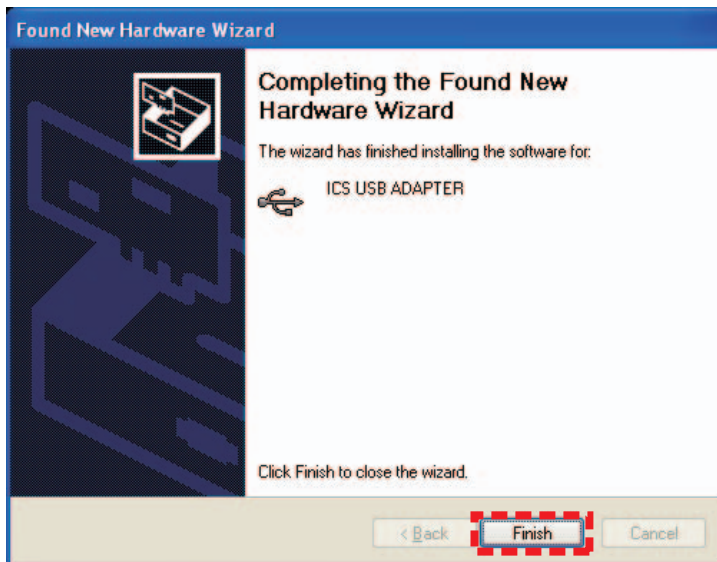 Found New Hardware Wizard
Completing the Found New
Hardware Wizard
The wizard has finished installing the software for:
ICS USB ADAPTER
Click Finish to close the wizard.
< Back Finish Cancel